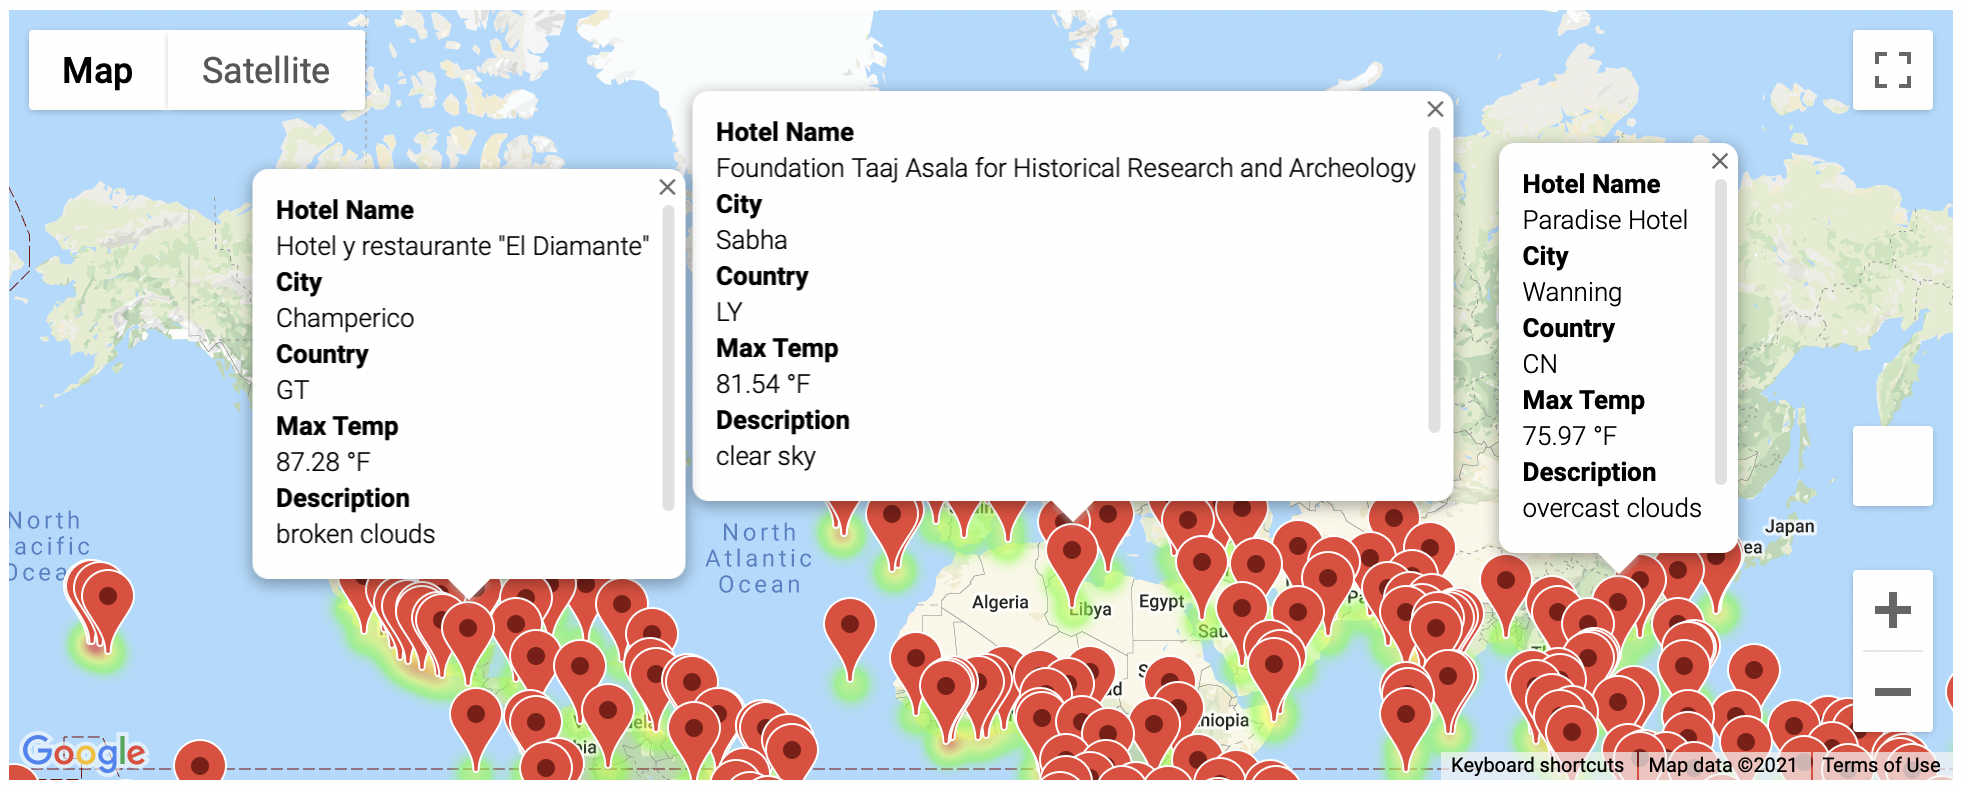 Map
Satellite
Hotel Name
Hotel y restaurante "El Diamante"
City
Champerico
Country
GT
Max Temp
87.28 °F
Description
broken clouds
Hotel Name
Foundation Taaj Asala for Historical Research and Archeology
City
Sabha
Country
LY
Max Temp
81.54 °F
Description
clear sky
Hotel Name
Paradise Hotel
City
Wanning
Country
CN
Max Temp
75.97 °F
Description
overcast clouds
North
North
Atlantic
Ocean
Japan
Algeria
Libya
Egypt
Google
Keyboard shortcuts
Map data ©2021
Terms of Use